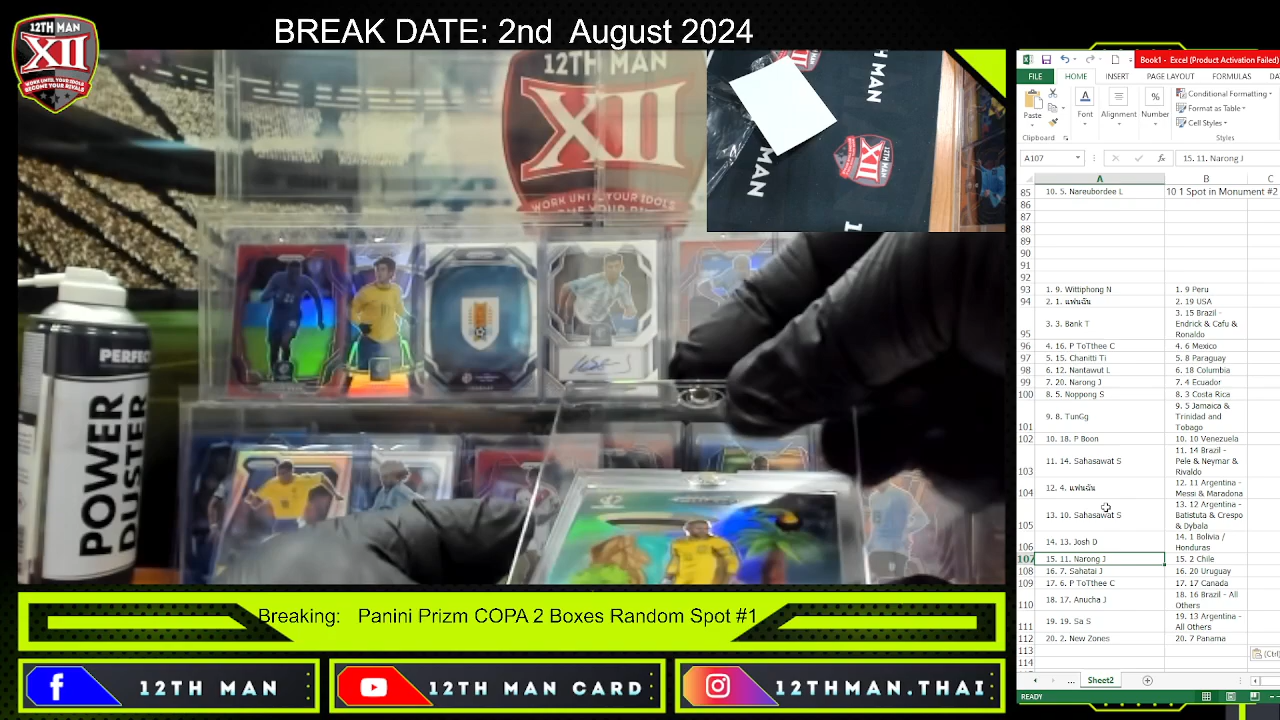 BREAK DATE: 2nd August 2024
12TH MAN
XII
WORK UNTIL YOUR IDOLS
BECOME YOUR RIVALS
12TH MAN
XII
WORK UNTIL YOUR IDOLS
MAN
MAN
XII
PERFEC
POWER
DUSTER
Book1 - Excel (Product Activation Failed)
FILE HOME INSERT PAGE LAYOUT FORMULAS DA
Paste Font Alignment Number
Conditional Formatting
Format as Table
Cell Styles
Clipboard Styles
A107 15. 11. Narong J
A B C
85 10. 5. Nareubordee L 10 1 Spot in Monument #2
86
87
88
89
90
91
92
93 1. 9. Wittiphong N 1. 9 Peru
94 2. 1. แฟนฉัน 2. 19 USA
3. 3. Bank T 3. 15 Brazil -
Endrick & Cafu &
95 Ronaldo
96 4. 16. P ToTthee C 4. 6 Mexico
97 5. 15. Chanitti Ti 5. 8 Paraguay
98 6. 12. Nantawut L 6. 18 Columbia
99 7. 20. Narong J 7. 4 Ecuador
100 8. 5. Noppong S 8. 3 Costa Rica
9. 8. TunGg 9. 5 Jamaica &
Trinidad and
101 Tobago
102 10. 18. P Boon 10. 10 Venezuela
11. 14. Sahasawat S 11. 14 Brazil -
Pele & Neymar &
103 Rivaldo
12. 4. แฟนฉัน 12. 11 Argentina -
104 Messi & Maradona
13. 10. Sahasawat S 13. 12 Argentina -
Batistuta & Crespo
105 & Dybala
14. 13. Josh D 14. 1 Bolivia /
106 Honduras
107 15. 11. Narong J 15. 2 Chile
108 16. 7. Sahatai J 16. 20 Uruguay
109 17. 6. P ToTthee C 17. 17 Canada
18. 17. Anucha J 18. 16 Brazil - All
110 Others
19. 19. Sa S 19. 13 Argentina -
111 All Others
112 20. 2. New Zones 20. 7 Panama
113
114
(Ctrl)
... Sheet2
READY
Breaking: Panini Prizm COPA 2 Boxes Random Spot #1
12TH MAN
12TH MAN CARD
12THMAN.THAI